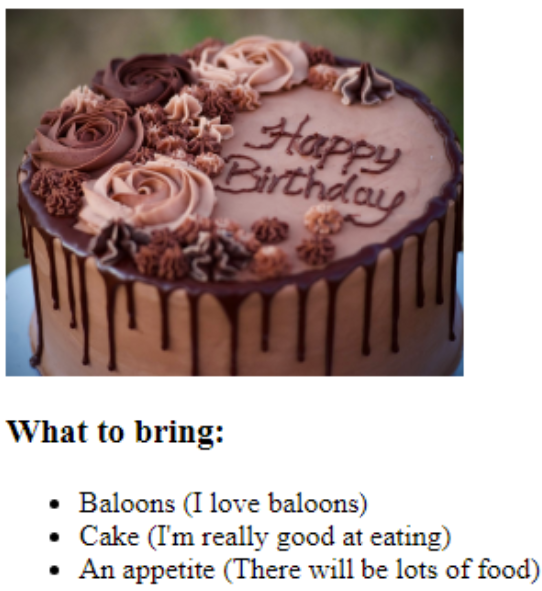 Happy
Birthday
What to bring:
Baloons (I love baloons)
Cake (I'm really good at eating)
An appetite (There will be lots of food)